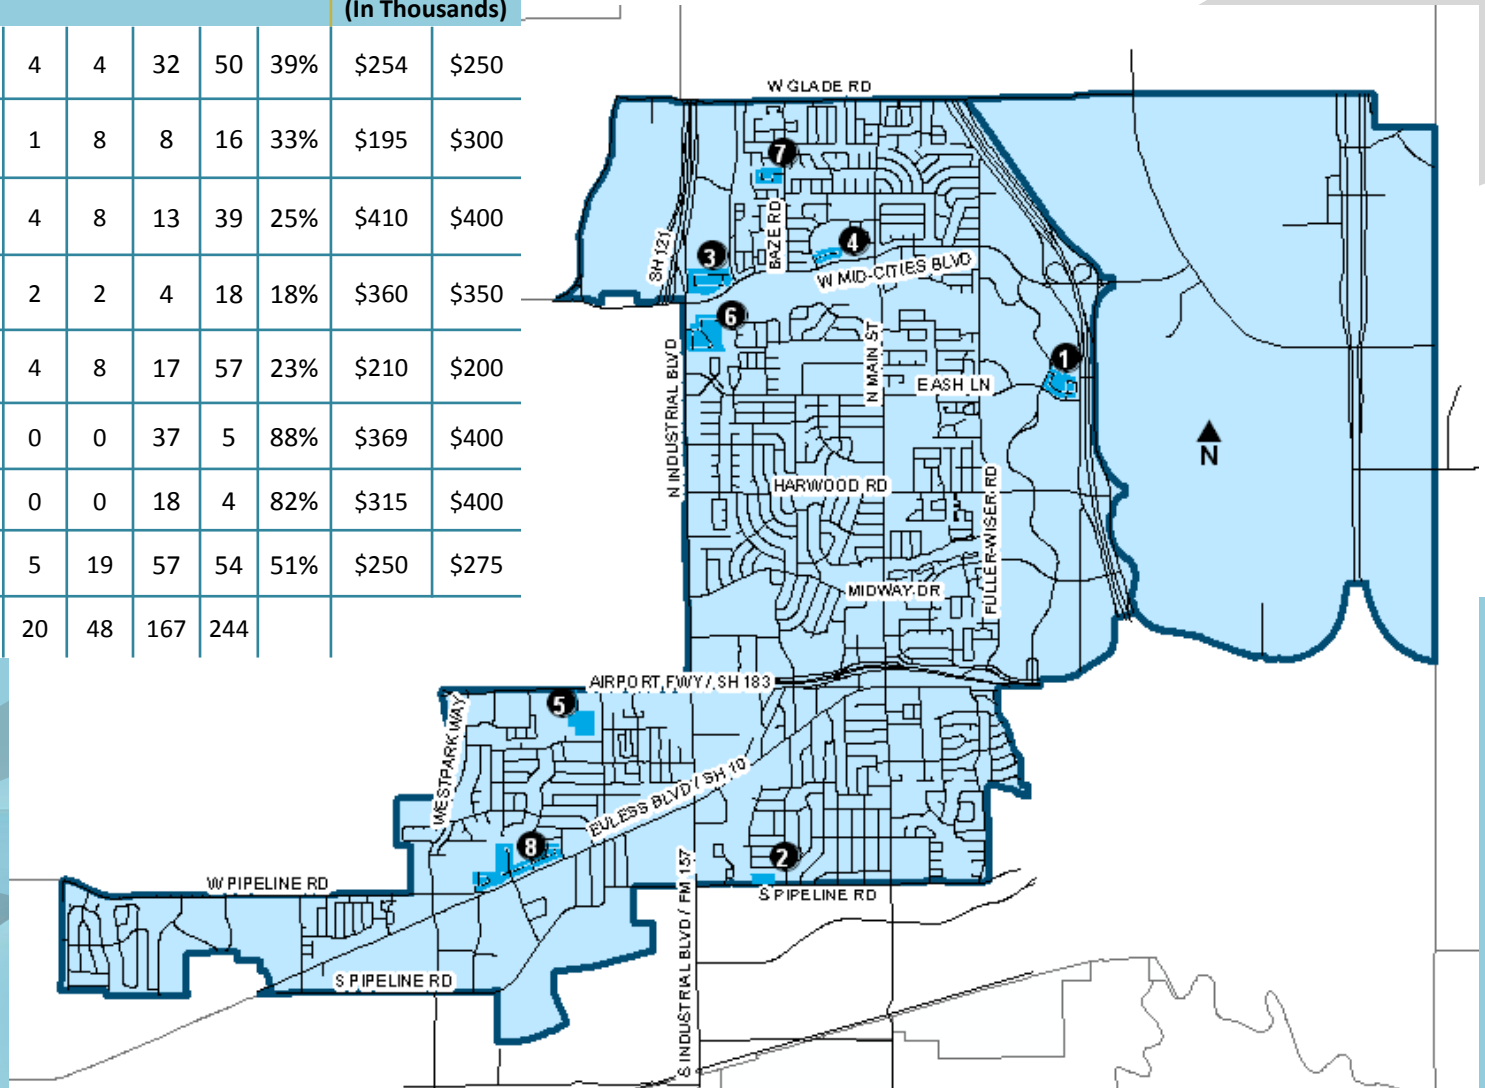 (In Thousands)
4 4 32 50 39% $254 $250
1 8 8 16 33% $195 $300
4 8 13 39 25% $410 $400
2 2 4 18 18% $360 $350
4 8 17 57 23% $210 $200
0 0 37 5 88% $369 $400
0 0 18 4 82% $315 $400
5 19 57 54 51% $250 $275
20 48 167 244
W GLADE RD
7
BAZE RD
SH 121
3
4
W MID-CITIES BLVD
6
N INDUSTRIAL BLVD
N MAIN ST
1
E ASH LN
N
HARWOOD RD
FULLER-WISER RD
MIDWAY DR
AIRPORT FWY / SH 183
5
WESTPARK WAY
EULESS BLVD / SH 10
8
2
W PIPELINE RD
S PIPELINE RD
S INDUSTRIAL BLVD / FM 157
S PIPELINE RD